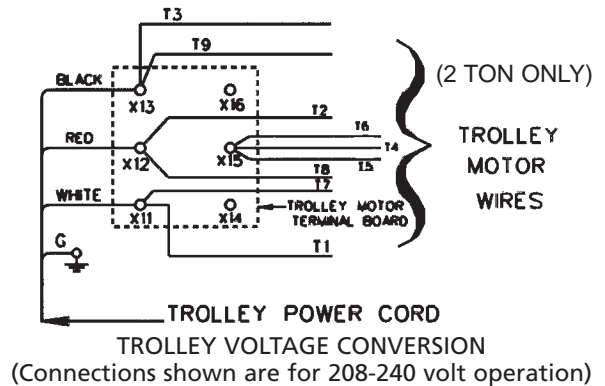 T3
T9
BLACK
X13
X16
(2 TON ONLY)
T2
T6
RED
X12
X15
T4
T5
TROLLEY
MOTOR
WIRES
T8
T7
WHITE
X11
X14
TROLLEY MOTOR
TERMINAL BOARD
G
T1
TROLLEY POWER CORD
TROLLEY VOLTAGE CONVERSION
(Connections shown are for 208-240 volt operation)